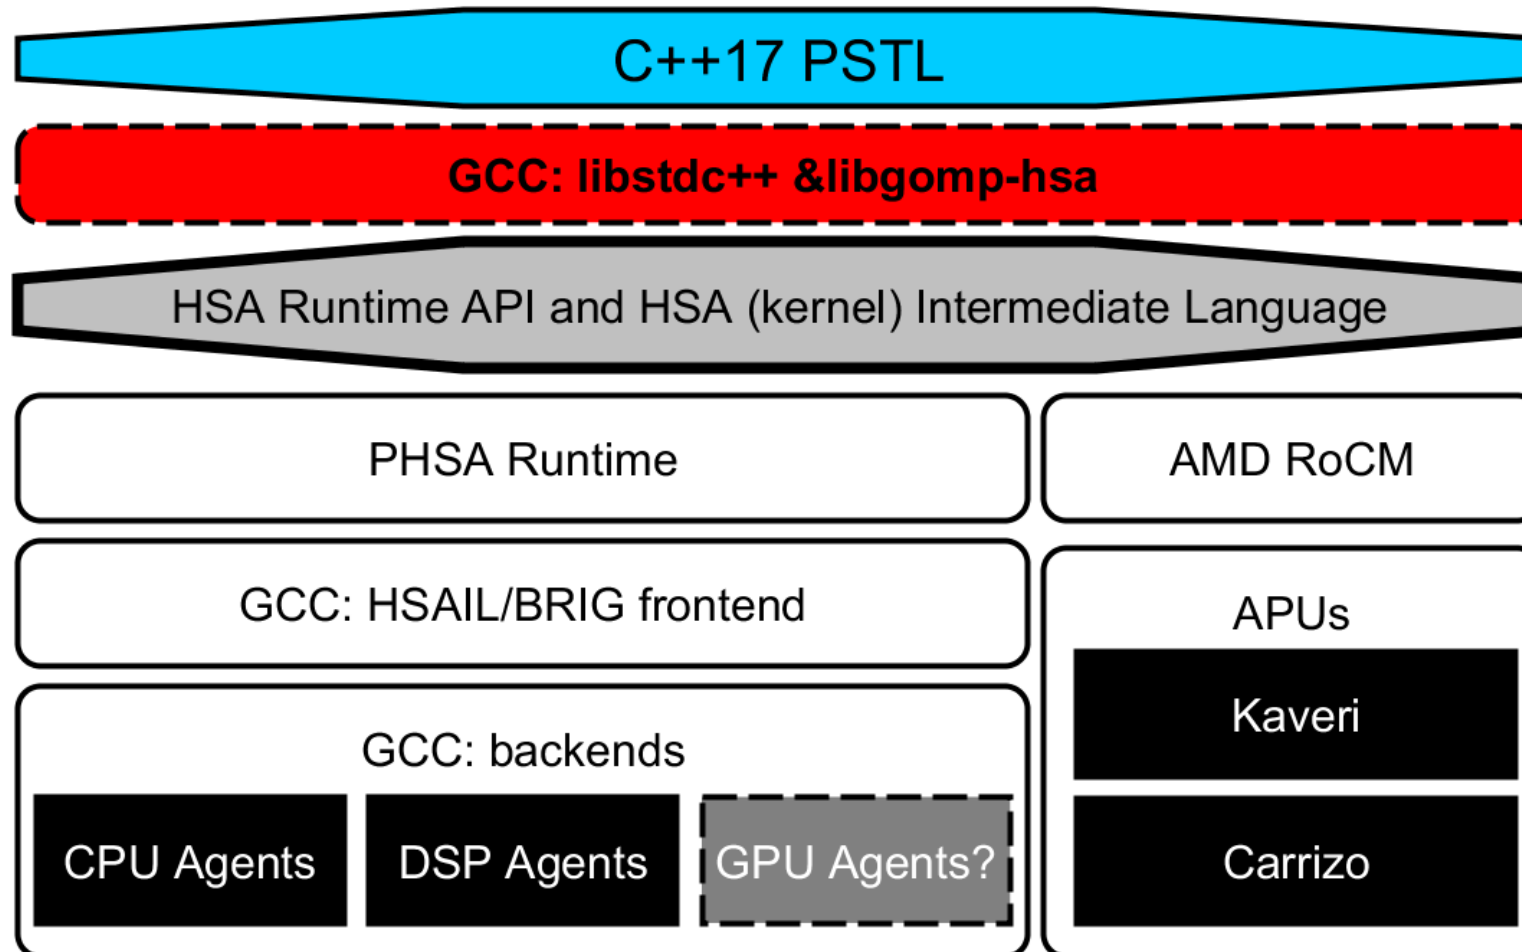 C++17 PSTL
GCC: libstdc++ &libgomp-hsa
HSA Runtime API and HSA (kernel) Intermediate Language
PHSA Runtime
AMD RoCM
GCC: HSAIL/BRIG frontend
APUs
Kaveri
GCC: backends
CPU Agents
DSP Agents
GPU Agents?
Carrizo